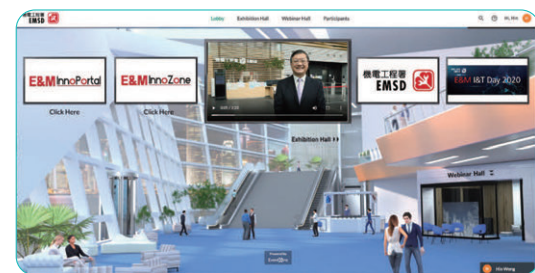 機電工程署
EMSD
Lobby Exhibition Hall Webinar Hall Participants
E&M InnoPortal
E&M InnoZone
機電工程署
EMSD
E&M I&T Day 2020
Click Here
Click Here
Exhibition Hall
Webinar Hall